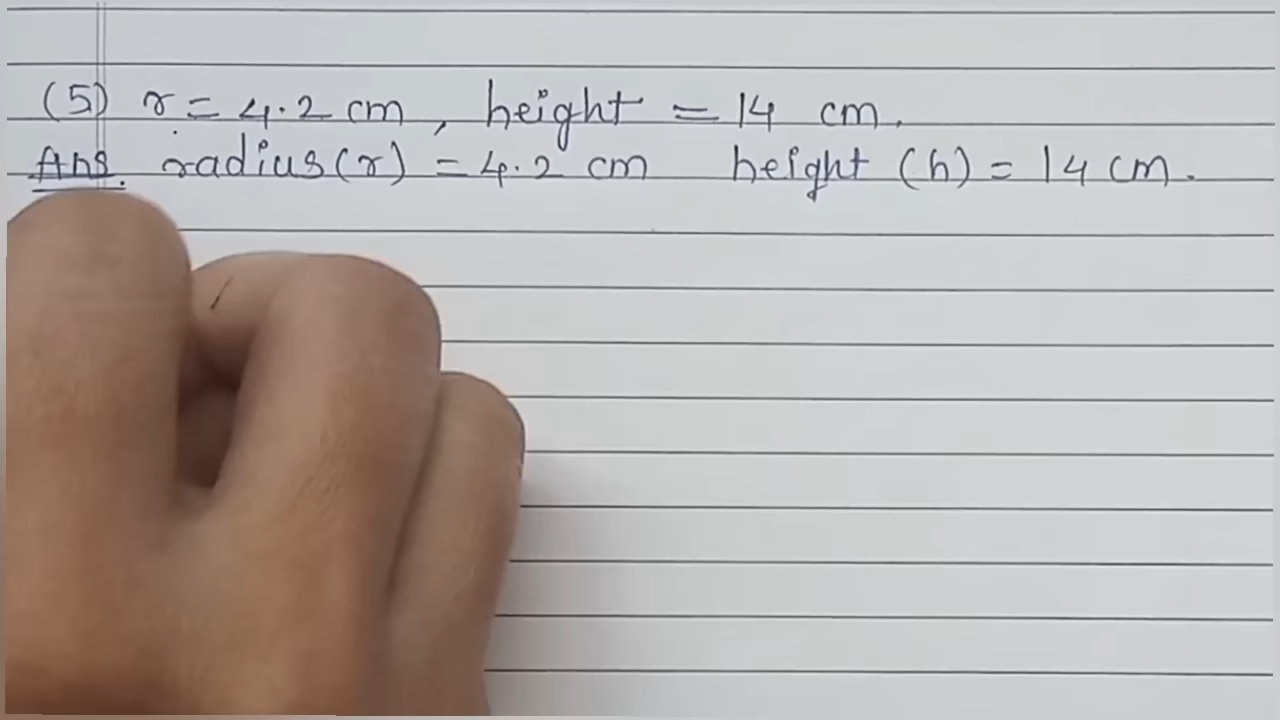 (5) r = 4.2 cm, height = 14 cm.
Ans. radius(r) = 4.2 cm height (h) = 14 cm.